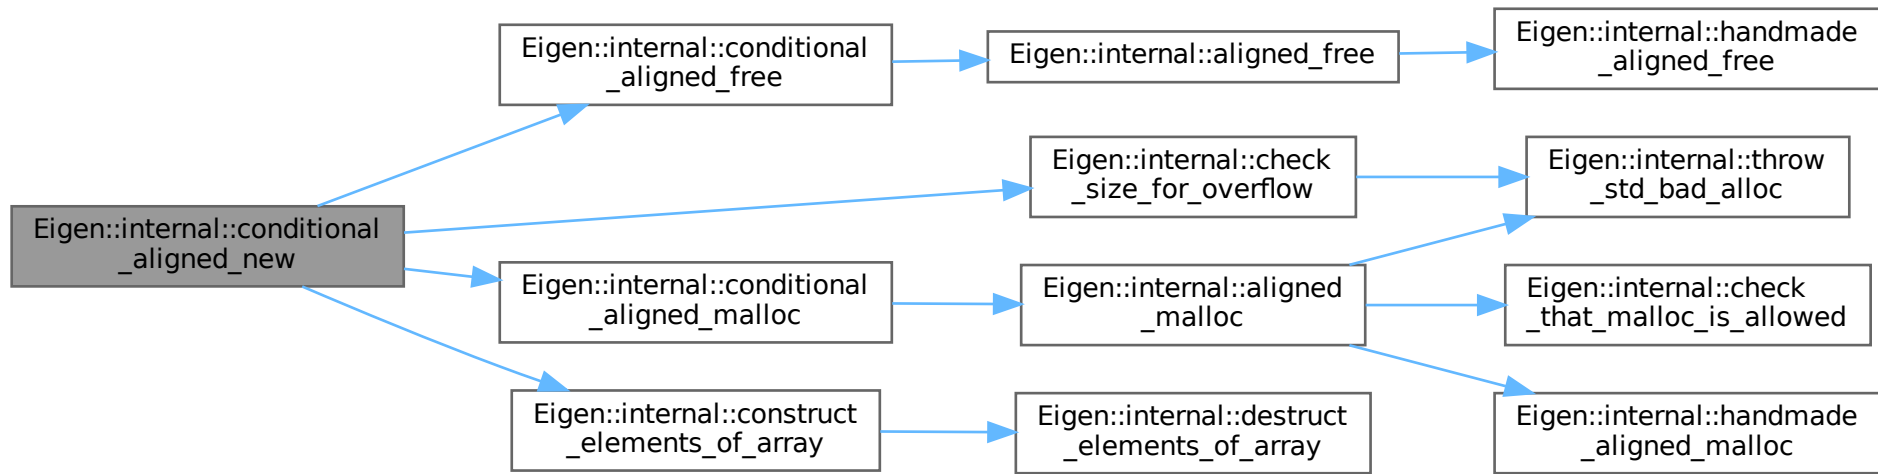 Eigen::internal::conditional
_aligned_new
Eigen::internal::conditional
_aligned_free
Eigen::internal::aligned_free
Eigen::internal::handmade
_aligned_free
Eigen::internal::check
_size_for_overflow
Eigen::internal::throw
_std_bad_alloc
Eigen::internal::conditional
_aligned_malloc
Eigen::internal::aligned
_malloc
Eigen::internal::check
_that_malloc_is_allowed
Eigen::internal::construct
_elements_of_array
Eigen::internal::destruct
_elements_of_array
Eigen::internal::handmade
_aligned_malloc